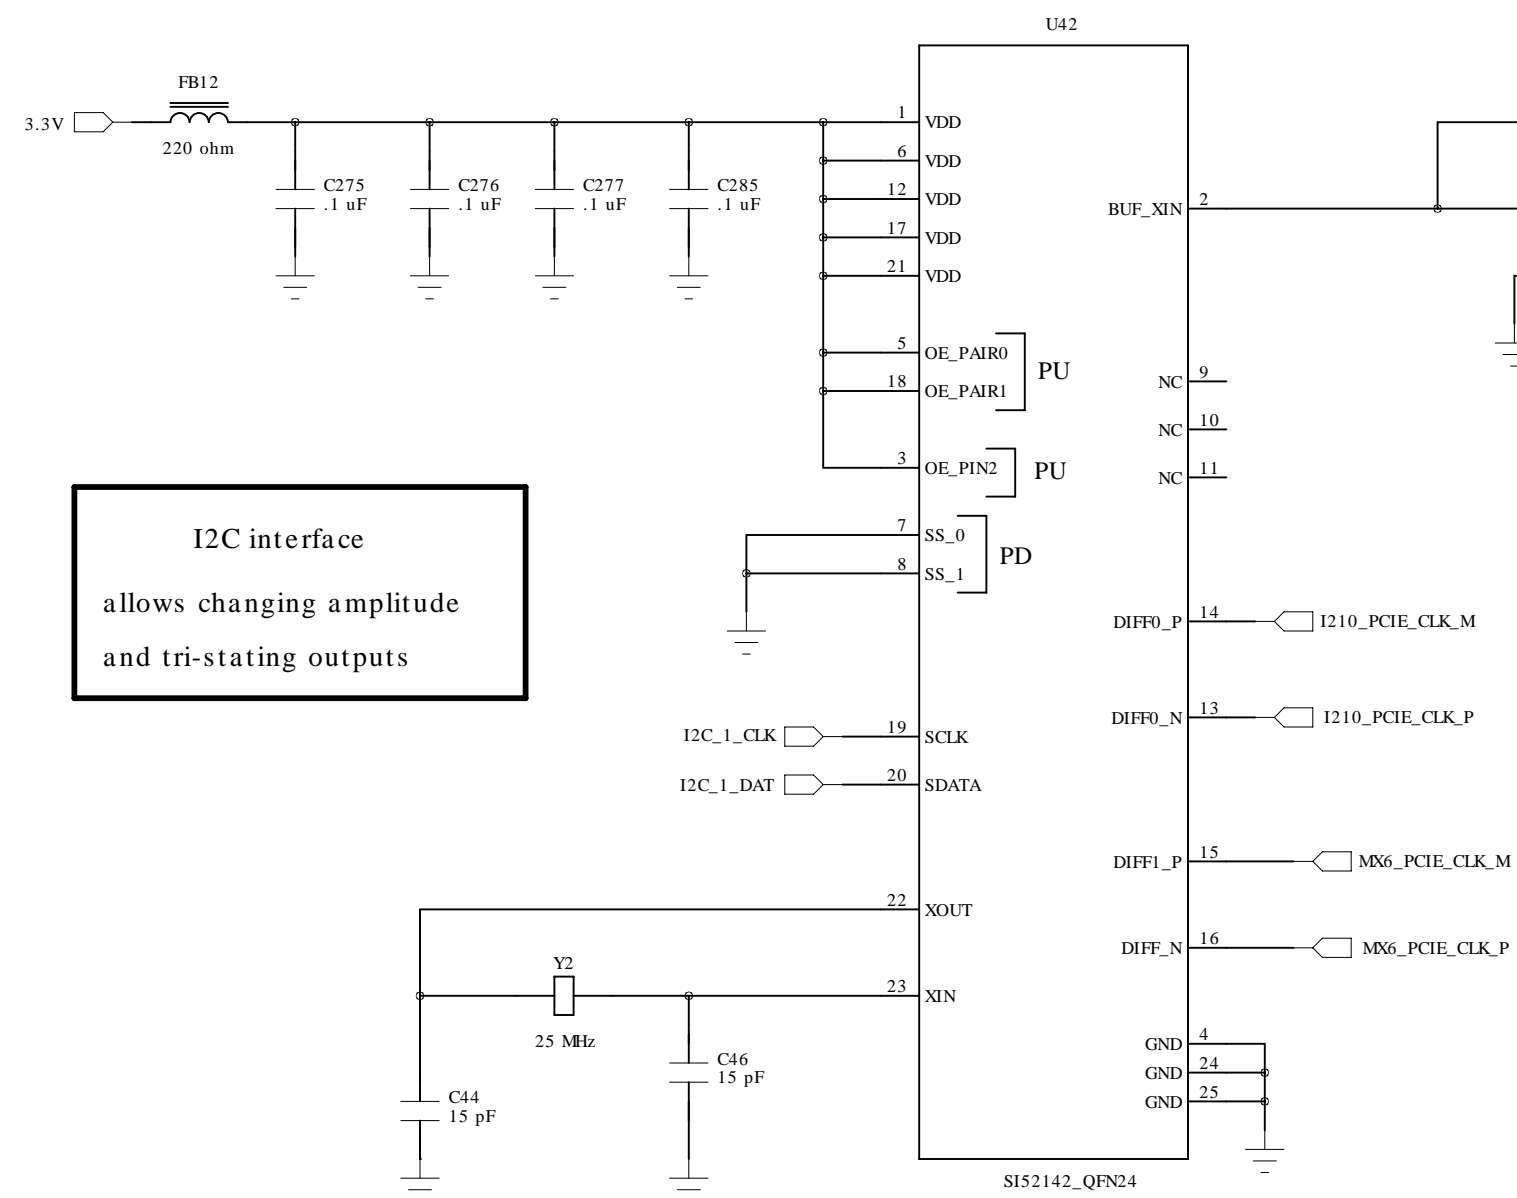 U42
FB12
3.3V
220 ohm
C275
.1 uF
C276
.1 uF
C277
.1 uF
C285
.1 uF
1 VDD
6 VDD
12 VDD
17 VDD
21 VDD
BUF_XIN 2
5 OE_PAIR0
18 OE_PAIR1
PU
NC 9
NC 10
NC 11
3 OE_PIN2
PU
I2C interface
allows changing amplitude
and tri-stating outputs
7 SS_0
8 SS_1
PD
DIFF0_P 14 I210_PCIE_CLK_M
DIFF0_N 13 I210_PCIE_CLK_P
I2C_1_CLK 19 SCLK
I2C_1_DAT 20 SDATA
DIFF1_P 15 MX6_PCIE_CLK_M
22 XOUT
DIFF_N 16 MX6_PCIE_CLK_P
Y2
25 MHz
23 XIN
C46
15 pF
C44
15 pF
GND 4
GND 24
GND 25
SI52142_QFN24